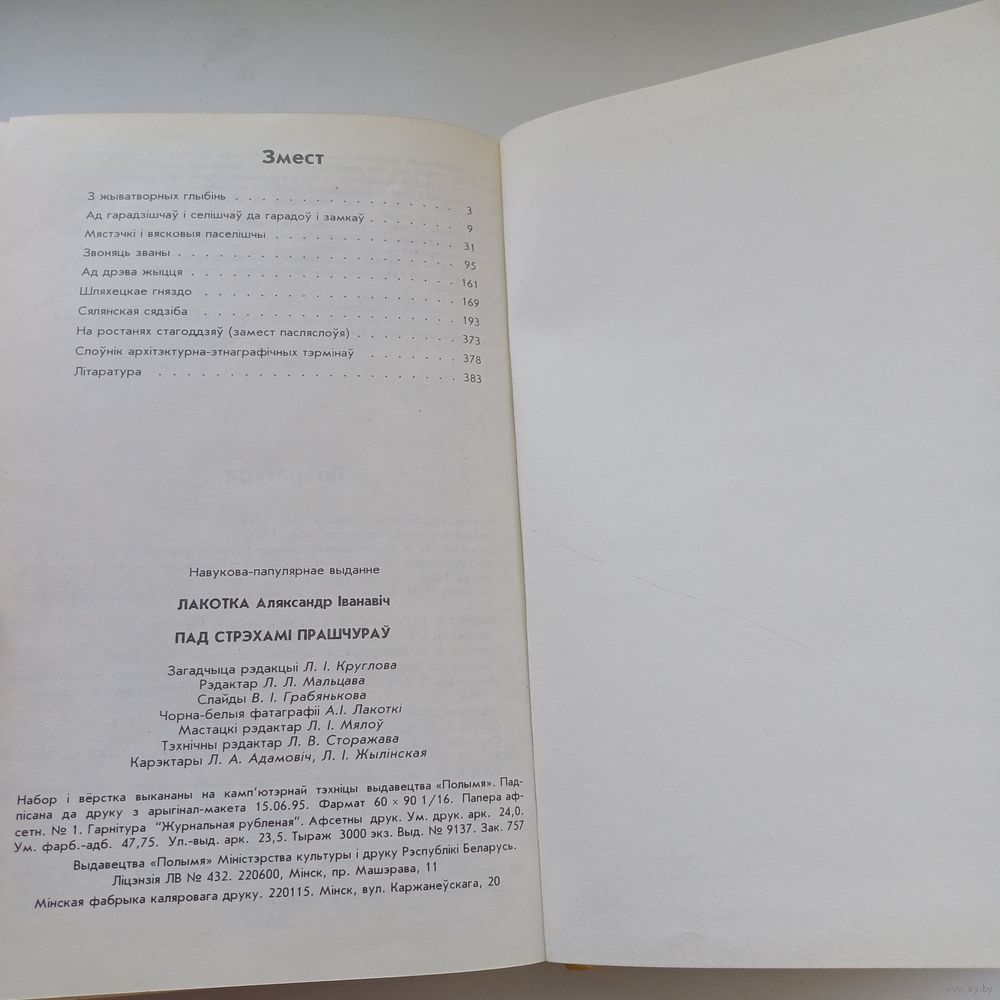 Змест
З жыватворных глыбінь . . . . . . . . . . . . . . . . . . . . 3
Ад гарадзішчаў і селішчаў да гарадоў і замкаў . . . . . . . 9
Мястэчкі і вясковыя паселішчы . . . . . . . . . . . . . . . 31
Звоняць званы . . . . . . . . . . . . . . . . . . . . . . . 95
Ад дрэва жыцця . . . . . . . . . . . . . . . . . . . . . . 161
Шляхецкае гняздо . . . . . . . . . . . . . . . . . . . . . 169
Сялянская сядзіба . . . . . . . . . . . . . . . . . . . . . 193
На ростанях стагоддзяў (замест пасляслоўя) . . . . . . . . 373
Слоўнік архітэктурна-этнаграфічных тэрмінаў . . . . . . . 378
Літаратура . . . . . . . . . . . . . . . . . . . . . . . . 383
Навукова-папулярнае выданне
ЛАКОТКА Аляксандр Іванавіч
ПАД СТРЭХАМІ ПРАШЧУРАЎ
Загадчыца рэдакцыі Л. І. Круглова
Рэдактар Л. Л. Мальцава
Слайды В. І. Грабянькова
Чорна-белыя фатаграфіі А.І. Лакоткі
Мастацкі рэдактар Л. І. Мялоў
Тэхнічны рэдактар Л. В. Сторажава
Карэктары Л. А. Адамовіч, Л. І. Жылінская
Набор і вёрстка выкананы на камп'ютэрнай тэхніцы выдавецтва «Полымя». Пад-
пісана да друку з арыгінал-макета 15.06.95. Фармат 60 × 90 1/16. Папера аф-
сетн. № 1. Гарнітура "Журнальная рубленая". Афсетны друк. Ум. друк. арк. 24,0.
Ум. фарб.-адб. 47,75. Ул.-выд. арк. 23,5. Тыраж 3000 экз. Выд. № 9137. Зак. 757
Выдавецтва «Полымя» Міністэрства культуры і друку Рэспублікі Беларусь.
Ліцэнзія ЛВ № 432. 220600, Мінск, пр. Машэрава, 11
Мінская фабрыка каляровага друку. 220115. Мінск, вул. Каржанеўскага, 20
www.ay.by